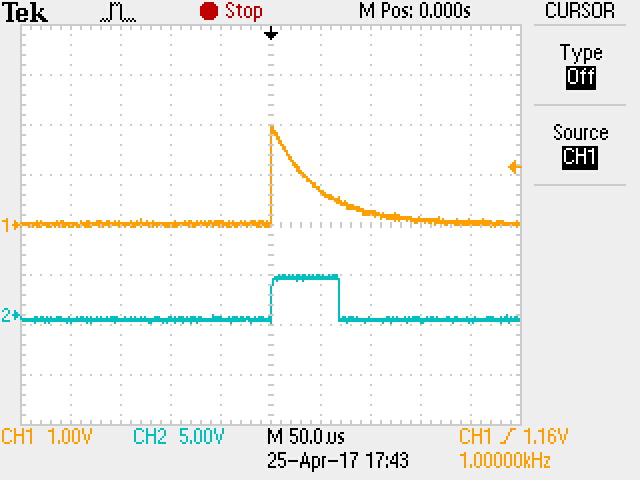 Tek Stop M Pos: 0.000s CURSOR
Type
Off
Source
CH1
1
2
CH1 1.00V CH2 5.00V M 50.0us CH1 1.16V
25-Apr-17 17:43 1.00000kHz